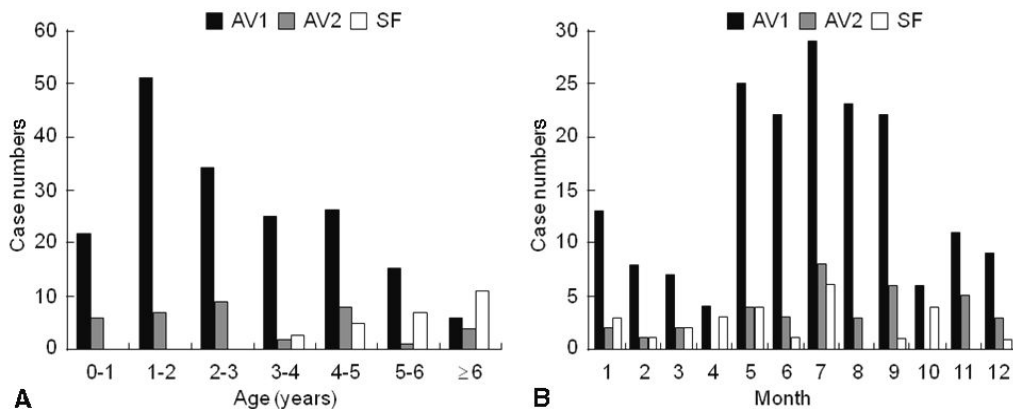 AV1 AV2 SF
60
50
40
30
20
10
0
Case numbers
0-1 1-2 2-3 3-4 4-5 5-6 ≥6
Age (years)
A
AV1 AV2 SF
30
25
20
15
10
5
0
Case numbers
1 2 3 4 5 6 7 8 9 10 11 12
Month
B